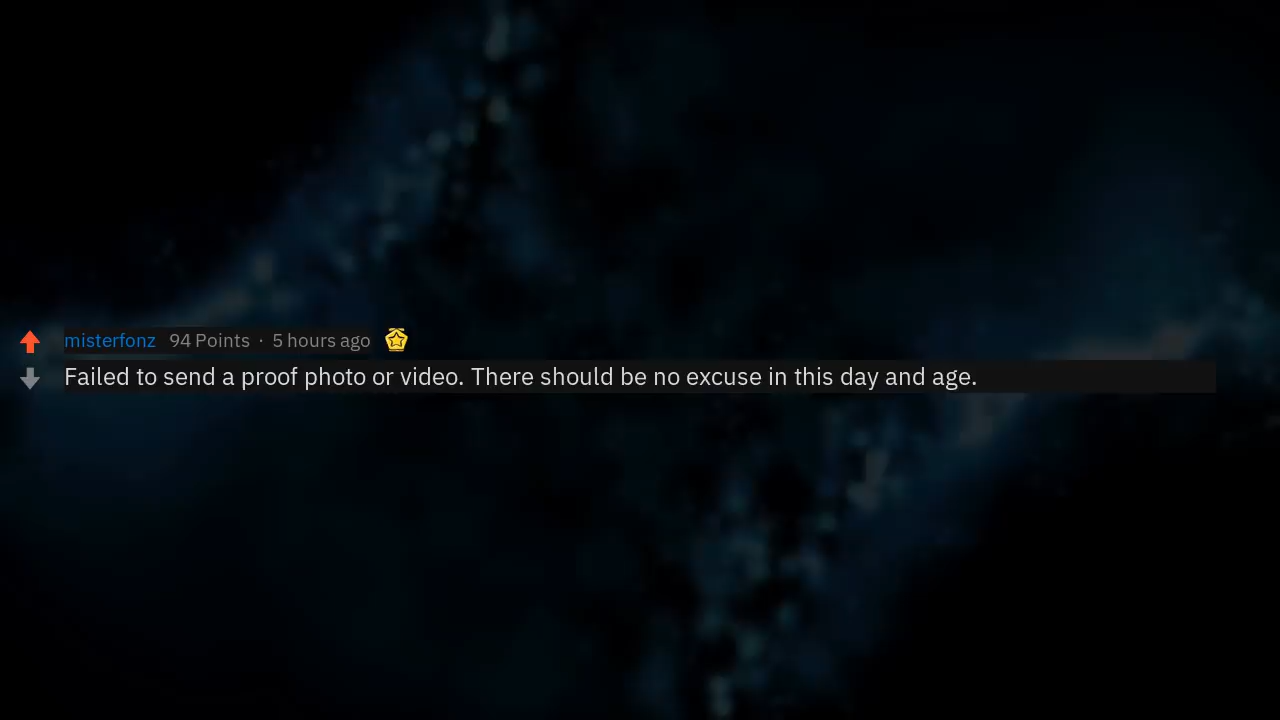 misterfonz 94 Points · 5 hours ago
Failed to send a proof photo or video. There should be no excuse in this day and age.